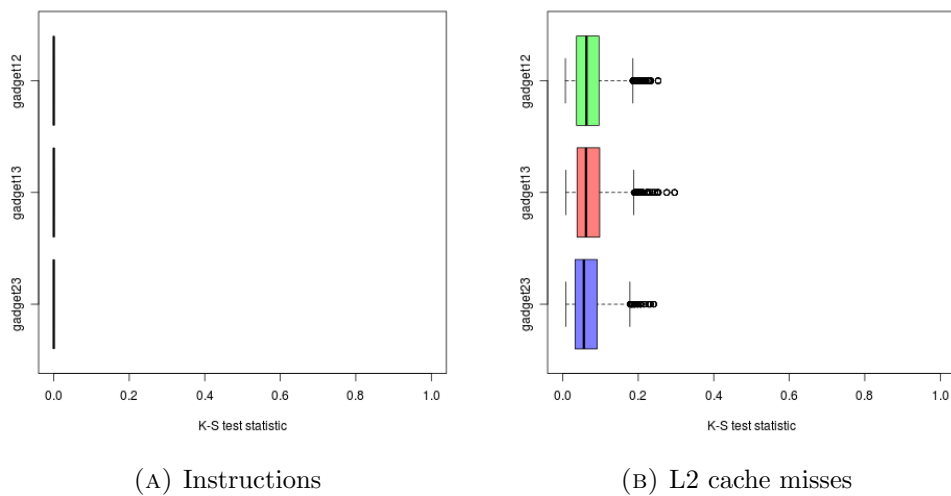 gadget12
gadget13
gadget23
0.0 0.2 0.4 0.6 0.8 1.0
K-S test statistic
(A) Instructions
gadget12
gadget13
gadget23
0.0 0.2 0.4 0.6 0.8 1.0
K-S test statistic
(B) L2 cache misses